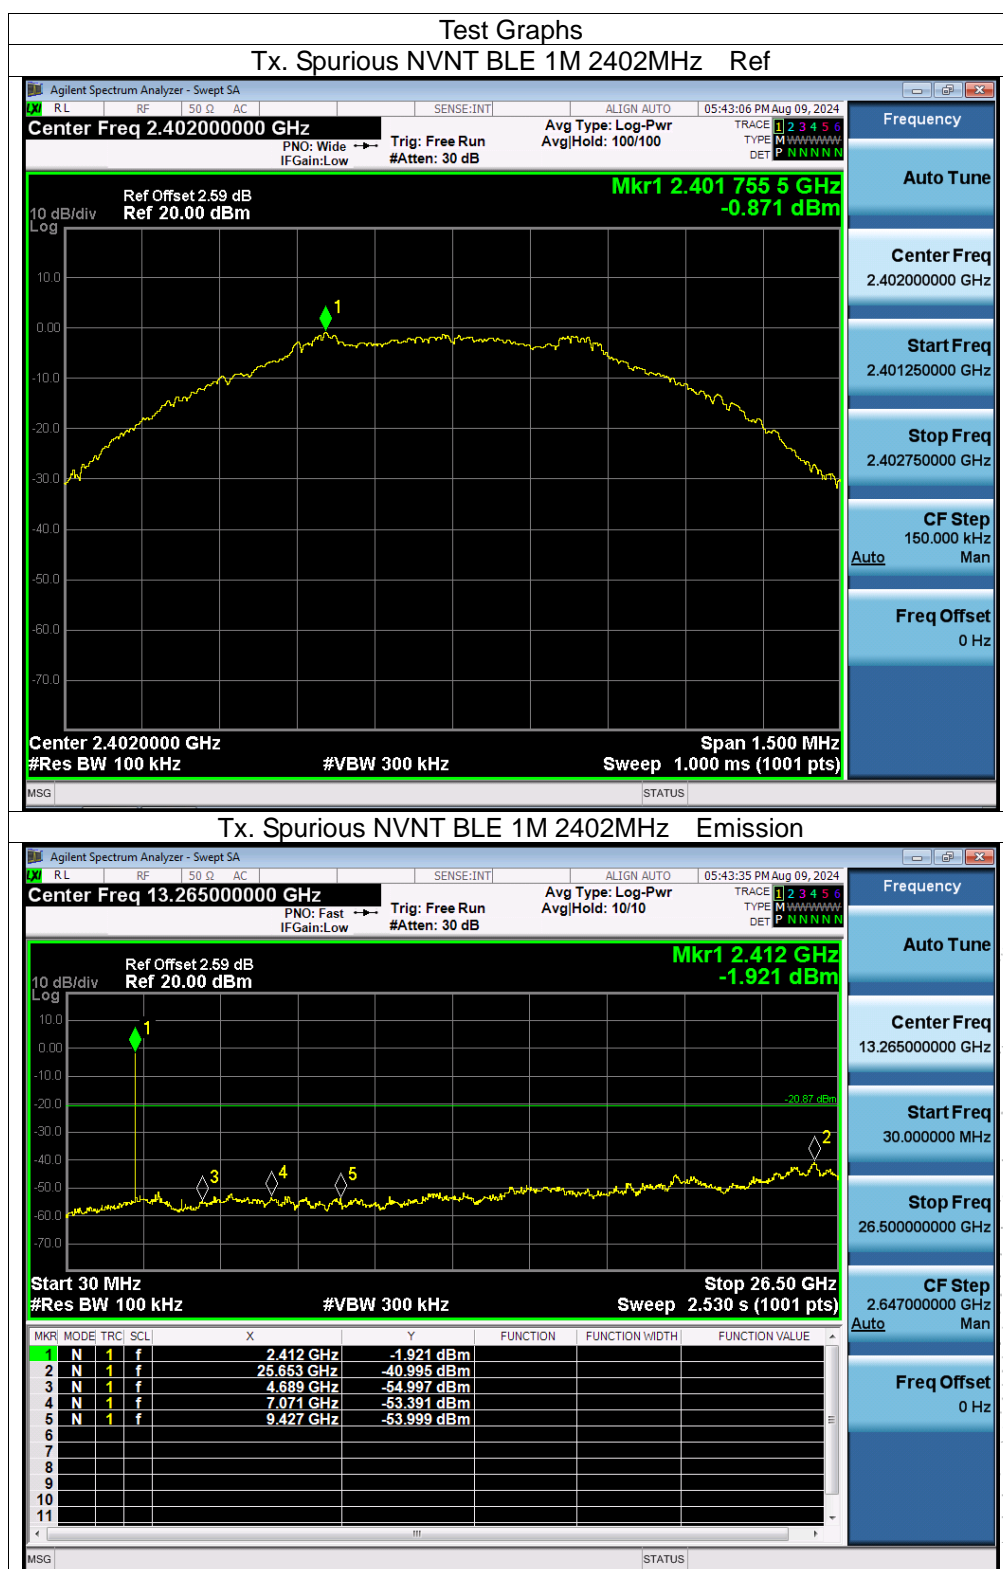 Test Graphs
Tx. Spurious NVNT BLE 1M 2402MHz Ref
Agilent Spectrum Analyzer - Swept SA
LXI RL RF 50 Ω AC SENSE:INT ALIGN AUTO 05:43:06 PM Aug 09, 2024
Center Freq 2.402000000 GHz
PNO: Wide
IFGain:Low
Trig: Free Run
#Atten: 30 dB
Avg Type: Log-Pwr
Avg|Hold: 100/100
TRACE 1 2 3 4 5 6
TYPE M WWWWW
DET P N N N N N
Frequency
Auto Tune
Center Freq
2.402000000 GHz
Start Freq
2.401250000 GHz
Stop Freq
2.402750000 GHz
CF Step
150.000 kHz
Auto Man
Freq Offset
0 Hz
Mkr1 2.401 755 5 GHz
-0.871 dBm
Ref Offset 2.59 dB
10 dB/div Ref 20.00 dBm
Log
10.0
1
0.00
-10.0
-20.0
-30.0
-40.0
-50.0
-60.0
-70.0
Center 2.4020000 GHz Span 1.500 MHz
#Res BW 100 kHz #VBW 300 kHz Sweep 1.000 ms (1001 pts)
MSG STATUS
Tx. Spurious NVNT BLE 1M 2402MHz Emission
Agilent Spectrum Analyzer - Swept SA
LXI RL RF 50 Ω AC SENSE:INT ALIGN AUTO 05:43:35 PM Aug 09, 2024
Center Freq 13.265000000 GHz
PNO: Fast
IFGain:Low
Trig: Free Run
#Atten: 30 dB
Avg Type: Log-Pwr
Avg|Hold: 10/10
TRACE 1 2 3 4 5 6
TYPE M WWWWW
DET P N N N N N
Frequency
Auto Tune
Center Freq
13.265000000 GHz
Start Freq
30.000000 MHz
Stop Freq
26.500000000 GHz
CF Step
2.647000000 GHz
Auto Man
Freq Offset
0 Hz
Mkr1 2.412 GHz
-1.921 dBm
Ref Offset 2.59 dB
10 dB/div Ref 20.00 dBm
Log
10.0
1
0.00
-10.0
-20.0
-20.87 dBm
-30.0
2
-40.0
3 4 5
-50.0
-60.0
-70.0
Start 30 MHz Stop 26.50 GHz
#Res BW 100 kHz #VBW 300 kHz Sweep 2.530 s (1001 pts)
MKR MODE TRC SCL X Y FUNCTION FUNCTION WIDTH FUNCTION VALUE
1 N 1 f 2.412 GHz -1.921 dBm
2 N 1 f 25.653 GHz -40.995 dBm
3 N 1 f 4.689 GHz -54.997 dBm
4 N 1 f 7.071 GHz -53.391 dBm
5 N 1 f 9.427 GHz -53.999 dBm
6
7
8
9
10
11
MSG STATUS